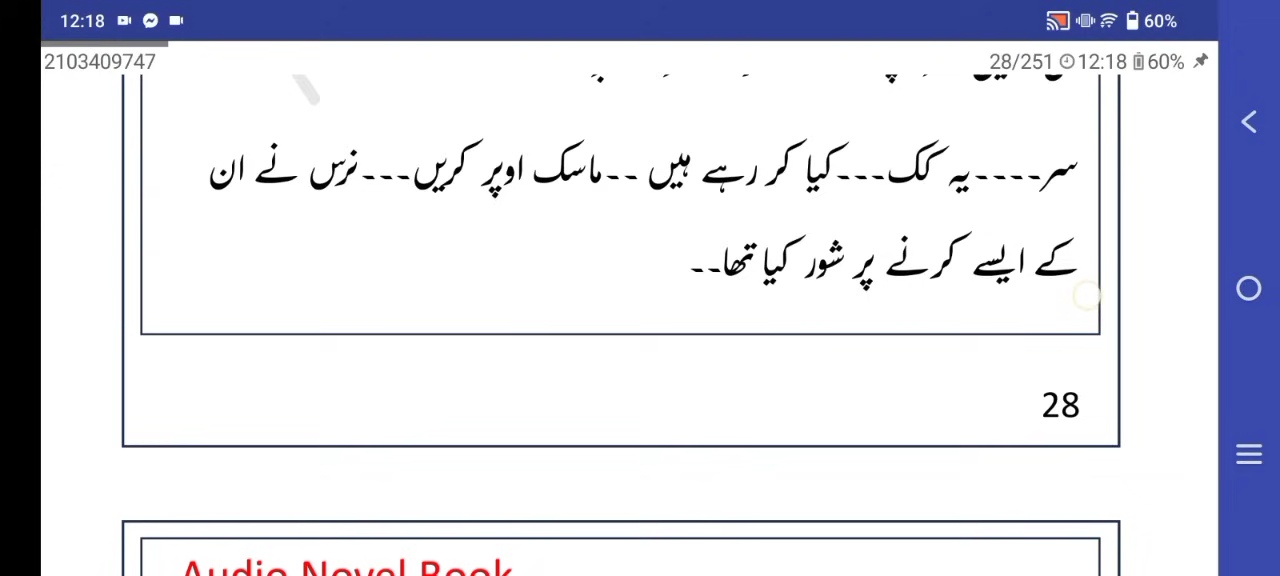 12:18 60%
2103409747 28/251 12:18 60%
سر----یہ کک---کیا کر رہے ہیں --ماسک اوپر کریں---نرس نے ان
کے ایسے کرنے پر شور کیا تھا--
28
Audio Novel Book